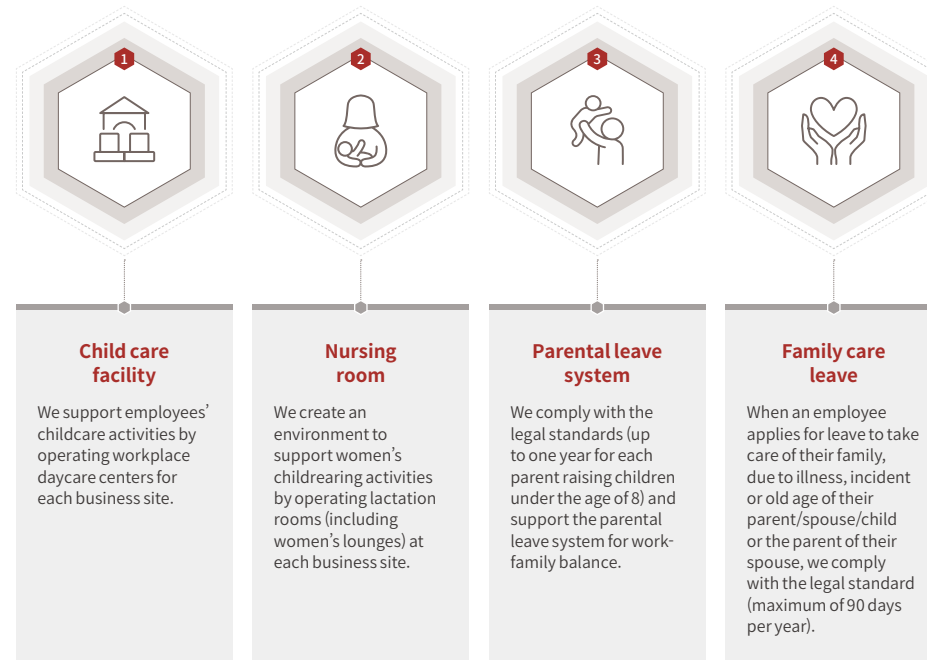 1
2
3
4
Child care
facility
We support employees’
childcare activities by
operating workplace
daycare centers for
each business site.
Nursing
room
We create an
environment to
support women’s
childrearing activities
by operating lactation
rooms (including
women’s lounges) at
each business site.
Parental leave
system
We comply with the
legal standards (up
to one year for each
parent raising children
under the age of 8) and
support the parental
leave system for work-
family balance.
Family care
leave
When an employee
applies for leave to take
care of their family,
due to illness, incident
or old age of their
parent/spouse/child
or the parent of their
spouse, we comply
with the legal standard
(maximum of 90 days
per year).